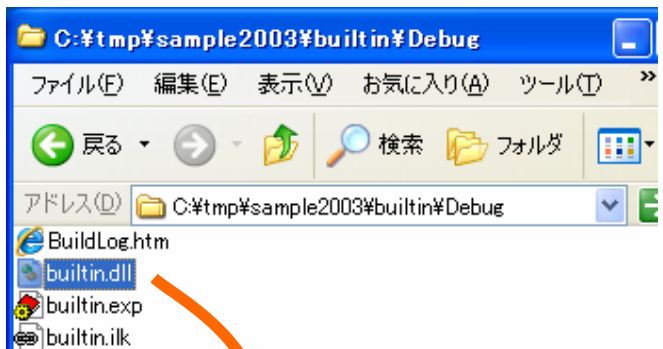 C:¥tmp¥sample2003¥builtin¥Debug
ファイル(F) 編集(E) 表示(V) お気に入り(A) ツール(T) »
戻る 検索 フォルダ
アドレス(D) C:¥tmp¥sample2003¥builtin¥Debug
BuildLog.htm
builtin.dll
builtin.exp
builtin.ilk